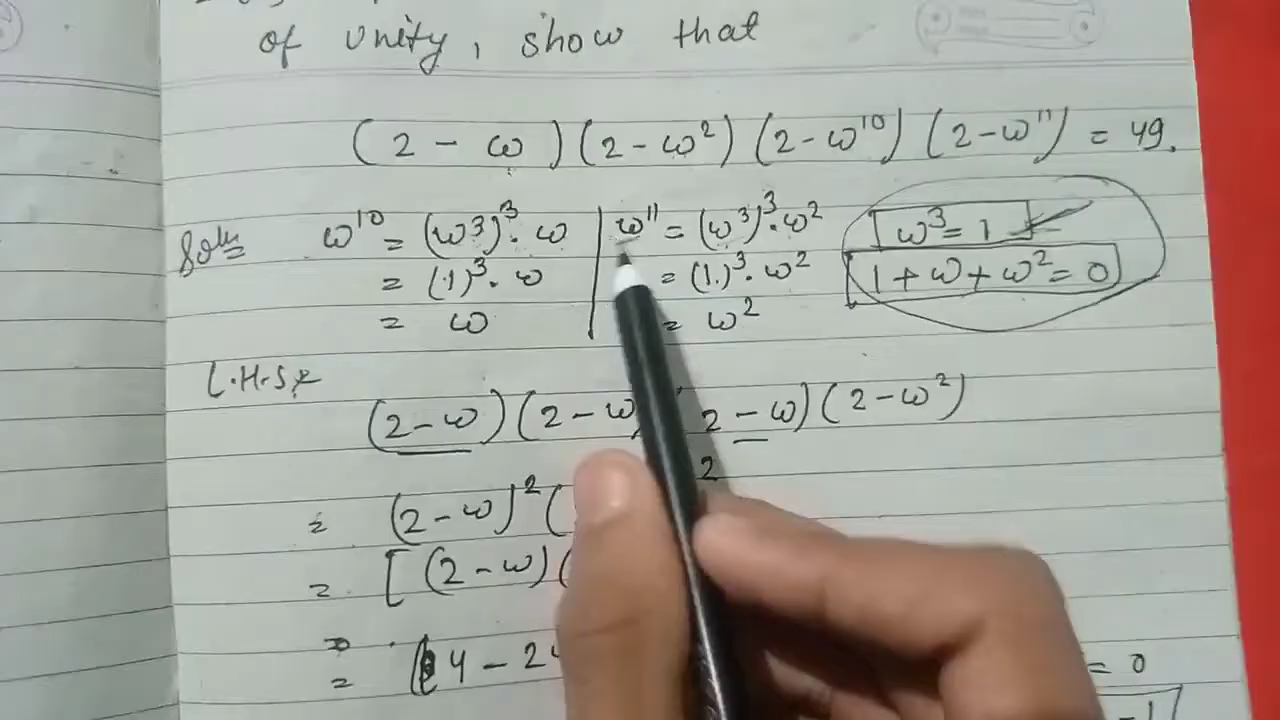 of unity, show that
(2 - ω)(2 - ω²)(2 - ω¹⁰)(2 - ω¹¹) = 49.
Soln ω¹⁰ = (ω³)³. ω | ω¹¹ = (ω³)³. ω² ω³ = 1
= (1)³. ω = (1.)³. ω² 1 + ω + ω² = 0
= ω = ω²
L.H.S.
(2 - ω)(2 - ω 2 - ω)(2 - ω²)
= (2 - ω)²( 2
= [(2 - ω)(
= 4 - 2 = 0
- 1